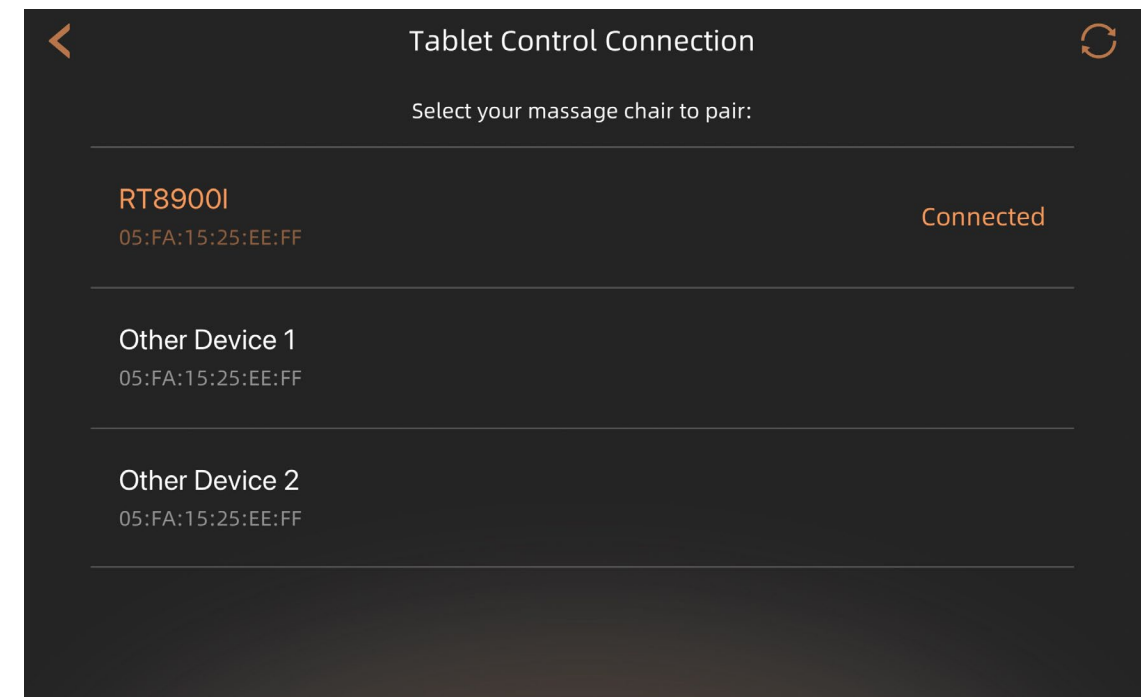 Tablet Control Connection
Select your massage chair to pair:
RT8900I
05:FA:15:25:EE:FF
Connected
Other Device 1
05:FA:15:25:EE:FF
Other Device 2
05:FA:15:25:EE:FF